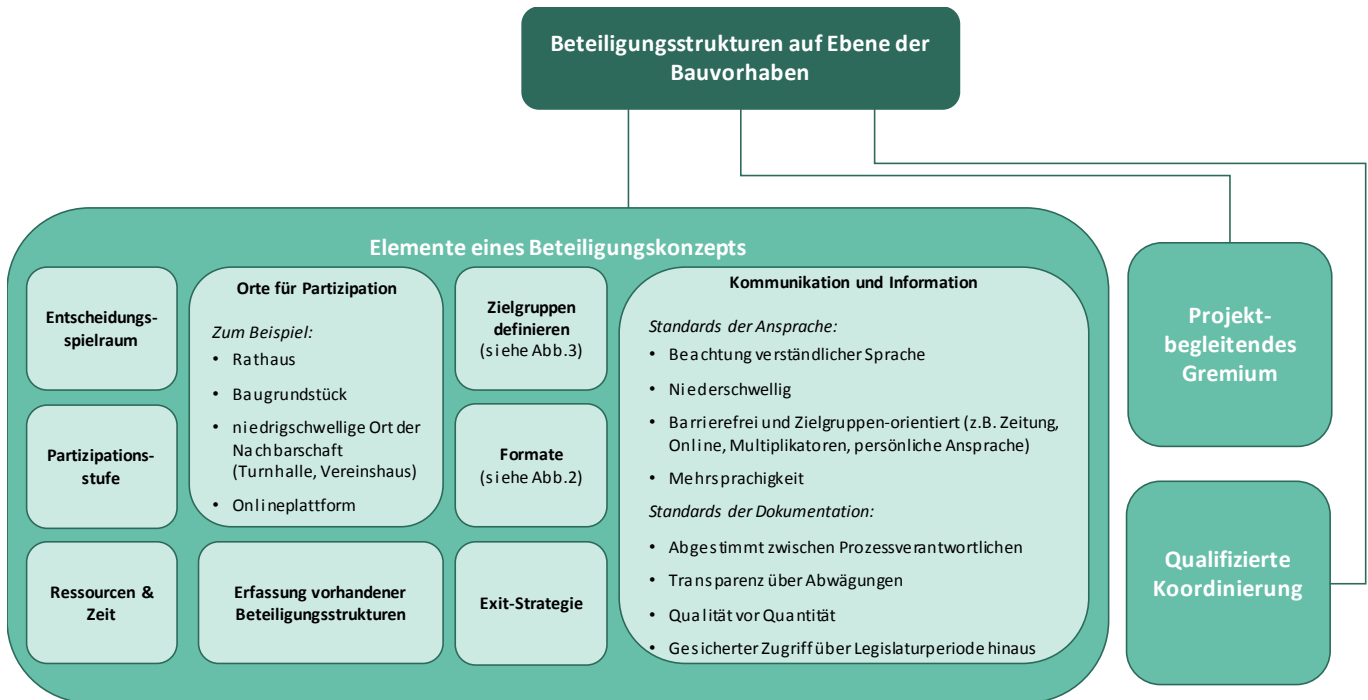 Beteiligungsstrukturen auf Ebene der
Bauvorhaben
Elemente eines Beteiligungskonzepts
Entscheidungs-
spielraum
Partizipations-
stufe
Ressourcen &
Zeit
Orte für Partizipation
Zum Beispiel:
• Rathaus
• Baugrundstück
• niedrigschwellige Ort der
Nachbarschaft
(Turnhalle, Vereinshaus)
• Onlineplattform
Erfassung vorhandener
Beteiligungsstrukturen
Zielgruppen
definieren
(siehe Abb.3)
Formate
(siehe Abb.2)
Exit-Strategie
Kommunikation und Information
Standards der Ansprache:
• Beachtung verständlicher Sprache
• Niederschwellig
• Barrierefrei und Zielgruppen-orientiert (z.B. Zeitung,
Online, Multiplikatoren, persönliche Ansprache)
• Mehrsprachigkeit
Standards der Dokumentation:
• Abgestimmt zwischen Prozessverantwortlichen
• Transparenz über Abwägungen
• Qualität vor Quantität
• Gesicherter Zugriff über Legislaturperiode hinaus
Projekt-
begleitendes
Gremium
Qualifizierte
Koordinierung